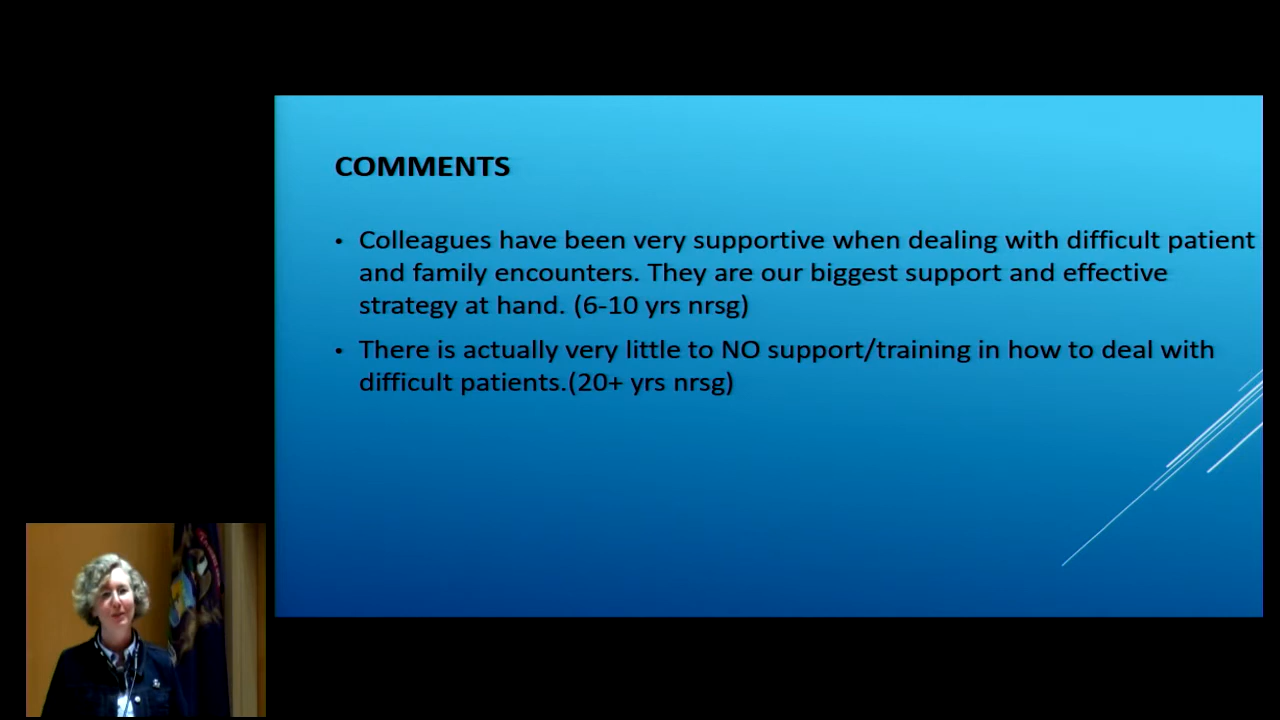 COMMENTS
• Colleagues have been very supportive when dealing with difficult patient
and family encounters. They are our biggest support and effective
strategy at hand. (6-10 yrs nrsg)
• There is actually very little to NO support/training in how to deal with
difficult patients.(20+ yrs nrsg)